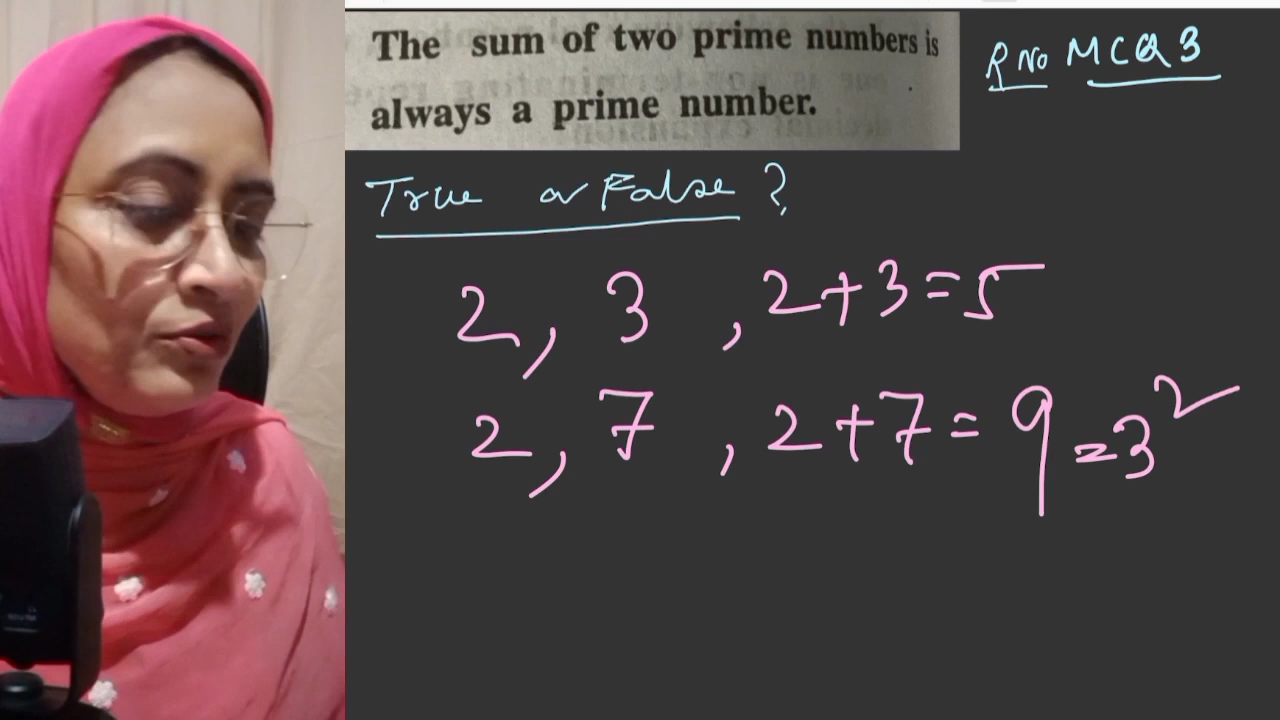 The sum of two prime numbers is
always a prime number.
R No MCQ 3
True or False ?
2, 3 , 2+3=5
2, 7 , 2+7= 9 =3²